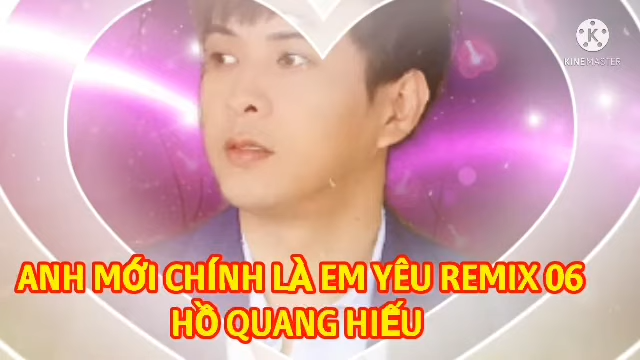 KINEMASTER
ANH MỚI CHÍNH LÀ EM YÊU REMIX 06
HỒ QUANG HIẾU